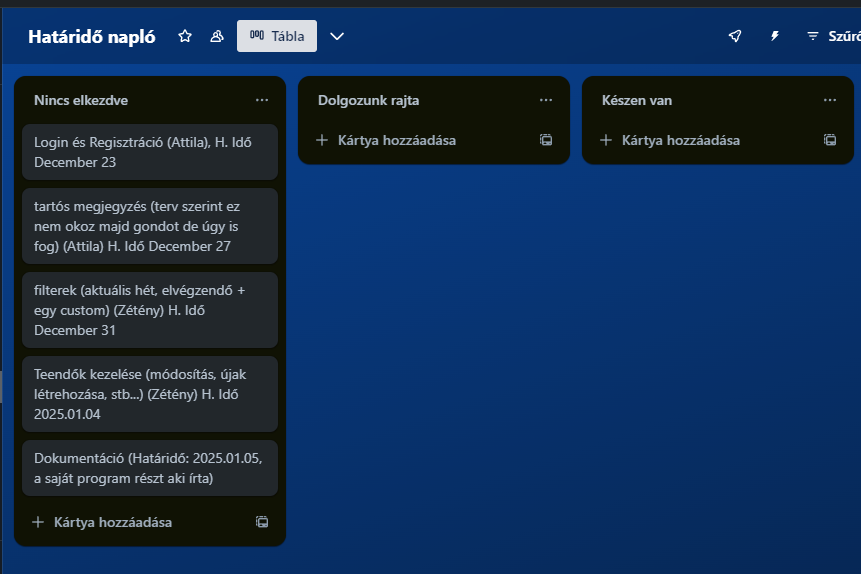 Határidő napló
Tábla
Szűrő
Nincs elkezdve
Login és Regisztráció (Attila), H. Idő
December 23
tartós megjegyzés (terv szerint ez
nem okoz majd gondot de úgy is
fog) (Attila) H. Idő December 27
filterek (aktuális hét, elvégzendő +
egy custom) (Zétény) H. Idő
December 31
Teendők kezelése (módosítás, újak
létrehozása, stb...) (Zétény) H. Idő
2025.01.04
Dokumentáció (Határidő: 2025.01.05,
a saját program részt aki írta)
Kártya hozzáadása
Dolgozunk rajta
Kártya hozzáadása
Készen van
Kártya hozzáadása